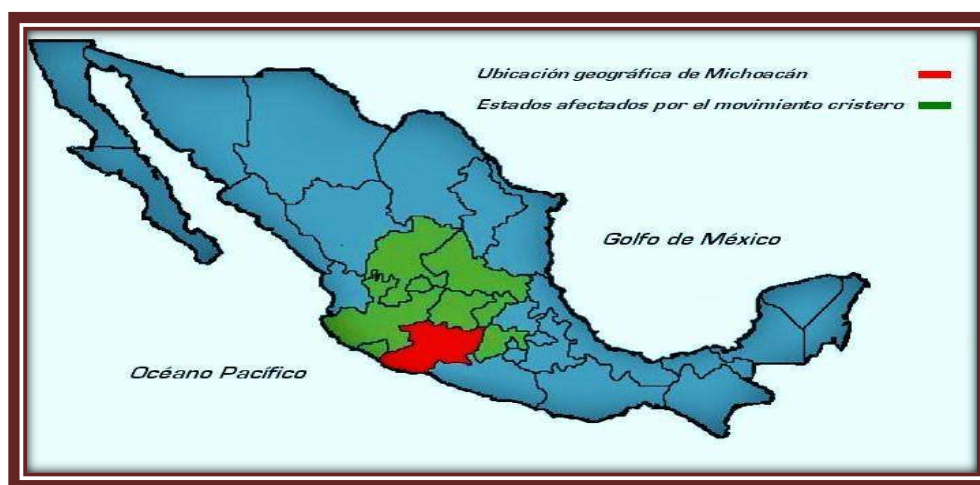 Ubicación geográfica de Michoacán
Estados afectados por el movimiento cristero
Golfo de México
Océano Pacífico